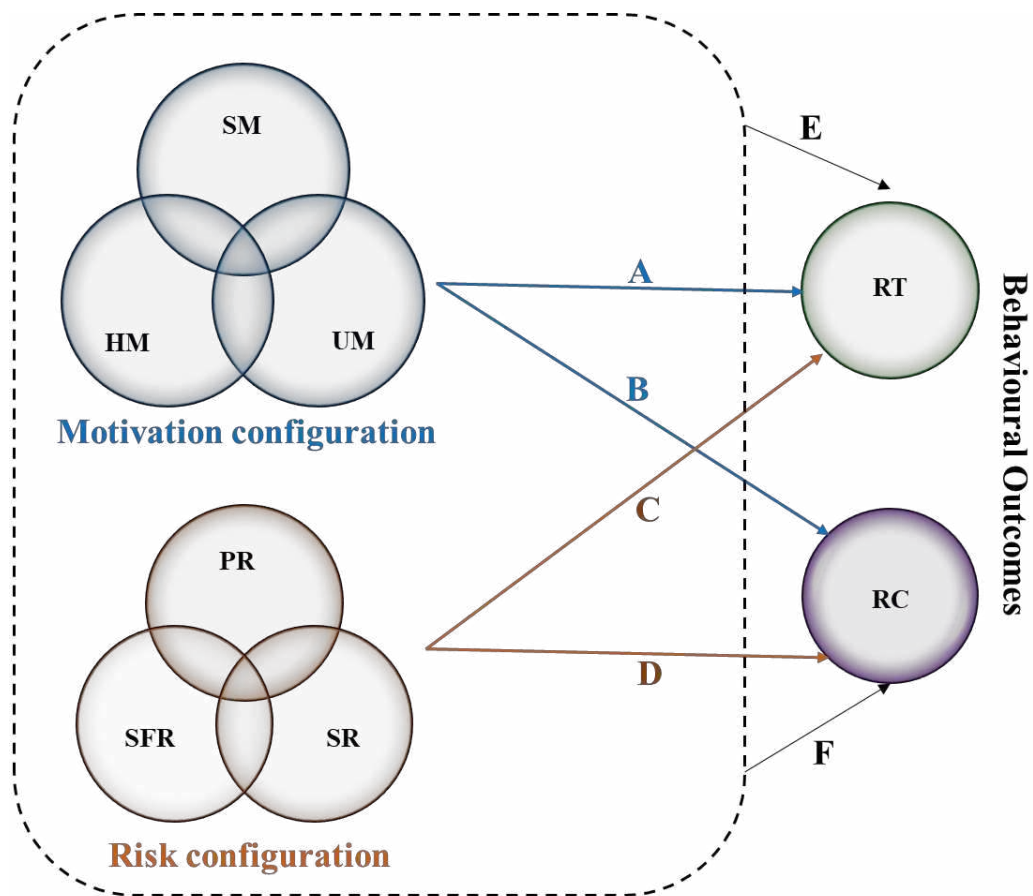 SM
HM
UM
Motivation configuration
PR
SFR
SR
Risk configuration
A
B
C
D
E
F
RT
RC
Behavioural Outcomes